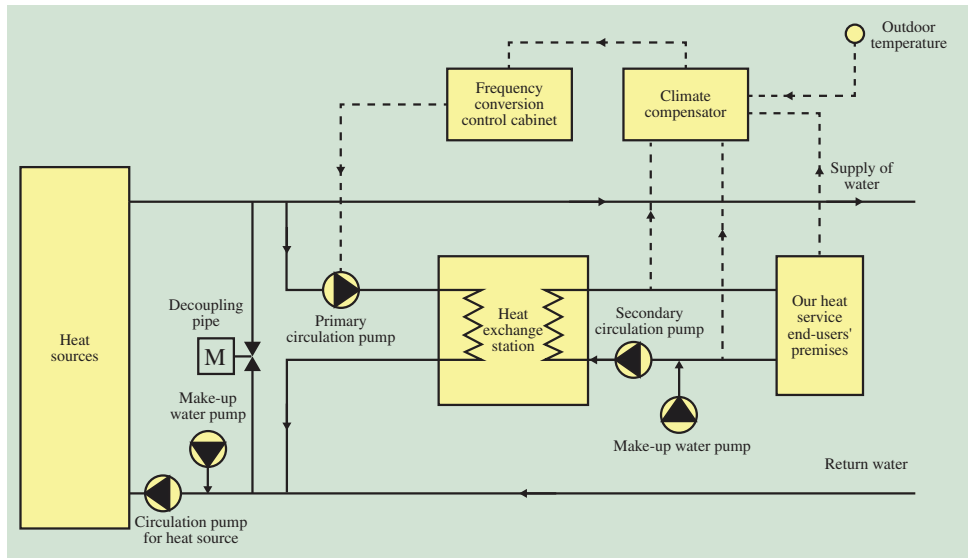 Outdoor
temperature
Frequency
conversion
control cabinet
Climate
compensator
Supply of
water
Decoupling
pipe
M
Primary
circulation pump
Heat
exchange
station
Secondary
circulation pump
Our heat
service
end-users'
premises
Heat
sources
Make-up
water pump
Make-up water pump
Return water
Circulation pump
for heat source